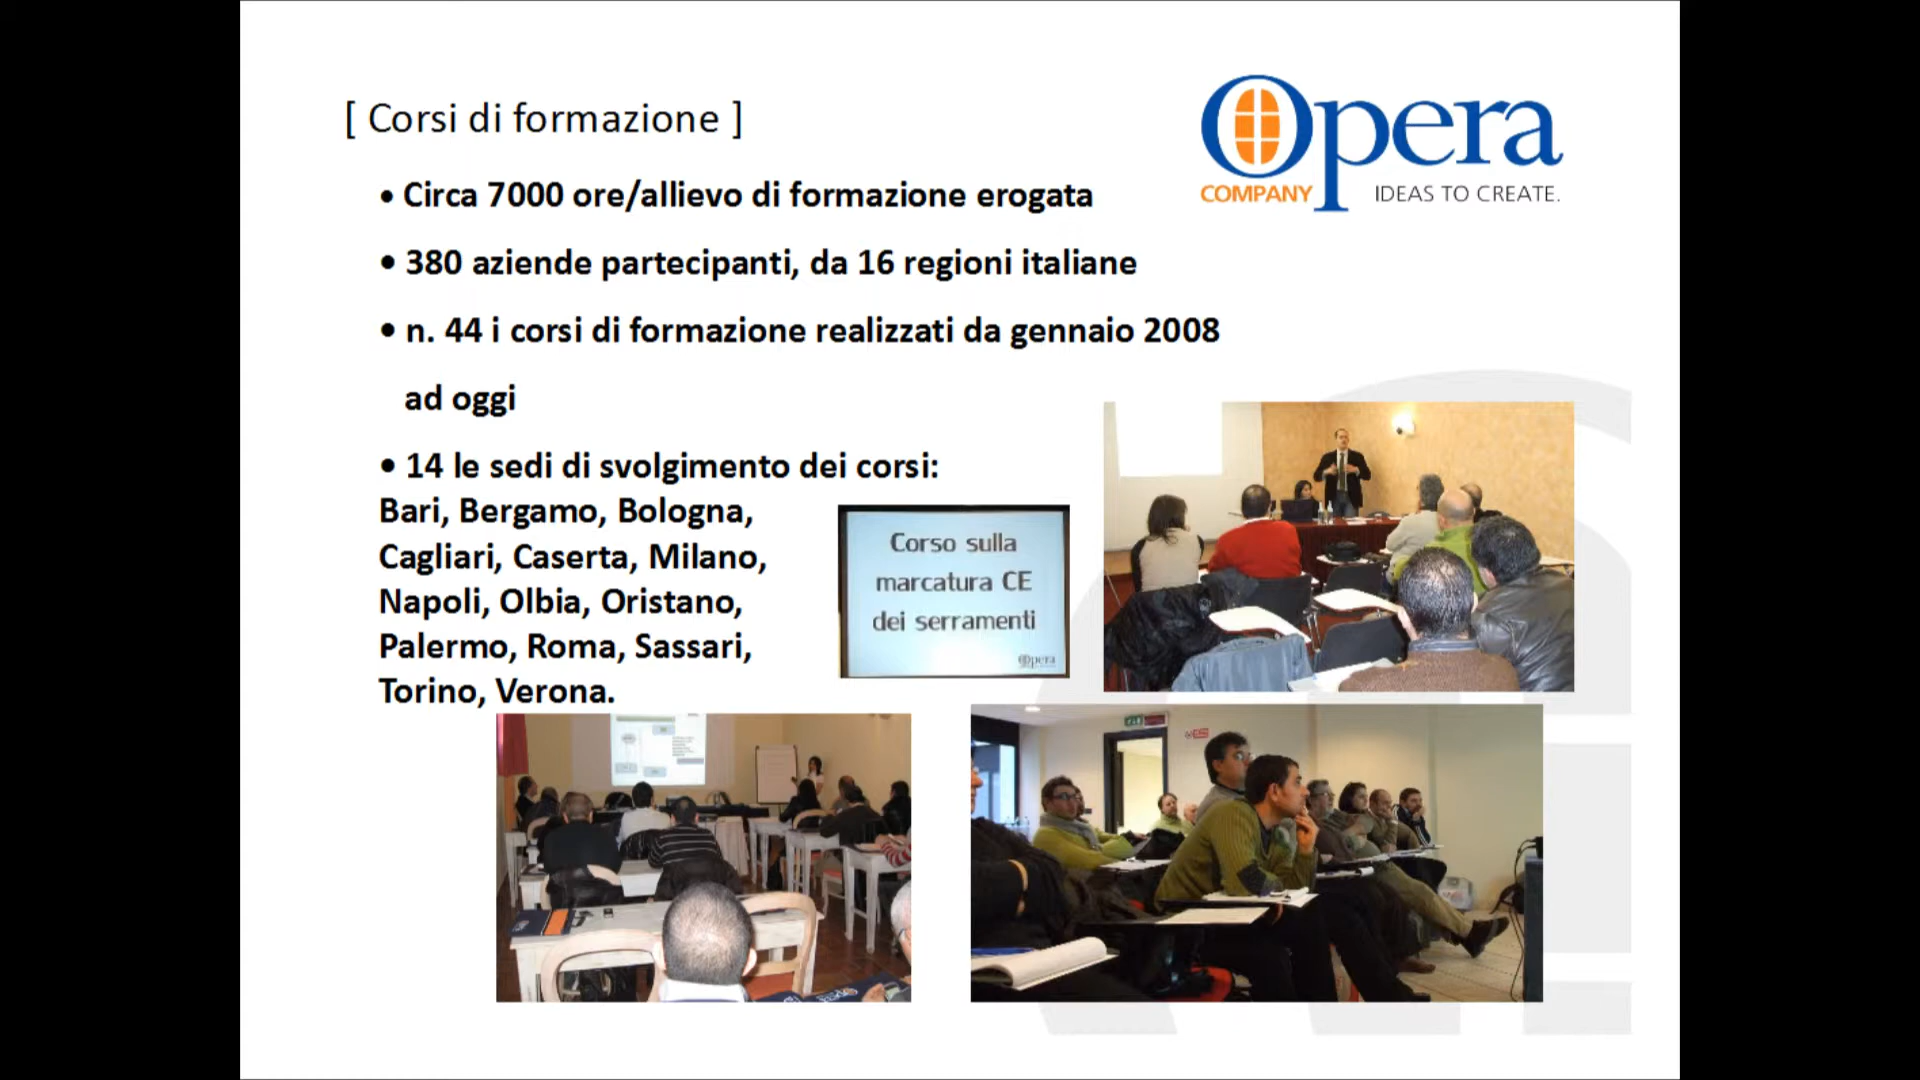 [ Corsi di formazione ]
Opera
COMPANY IDEAS TO CREATE.
• Circa 7000 ore/allievo di formazione erogata
• 380 aziende partecipanti, da 16 regioni italiane
• n. 44 i corsi di formazione realizzati da gennaio 2008
ad oggi
• 14 le sedi di svolgimento dei corsi:
Bari, Bergamo, Bologna,
Cagliari, Caserta, Milano,
Napoli, Olbia, Oristano,
Palermo, Roma, Sassari,
Torino, Verona.
Corso sulla
marcatura CE
dei serramenti
Opera